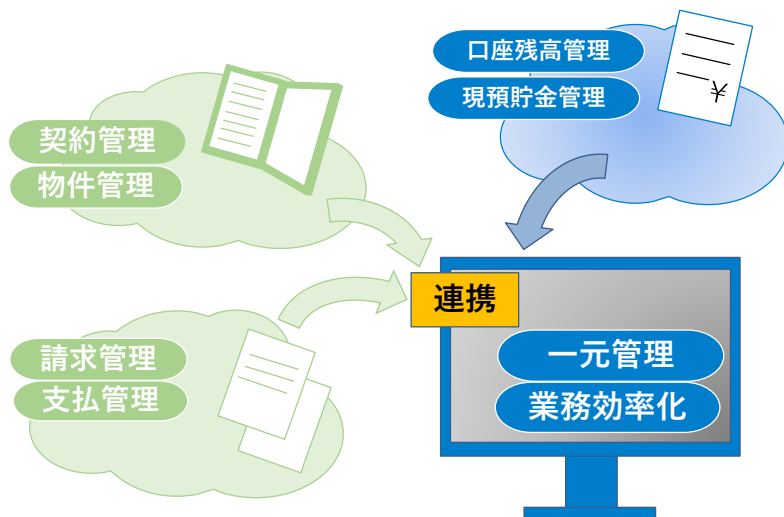 口座残高管理
現預貯金管理
契約管理
物件管理
連携
請求管理
支払管理
一元管理
業務効率化